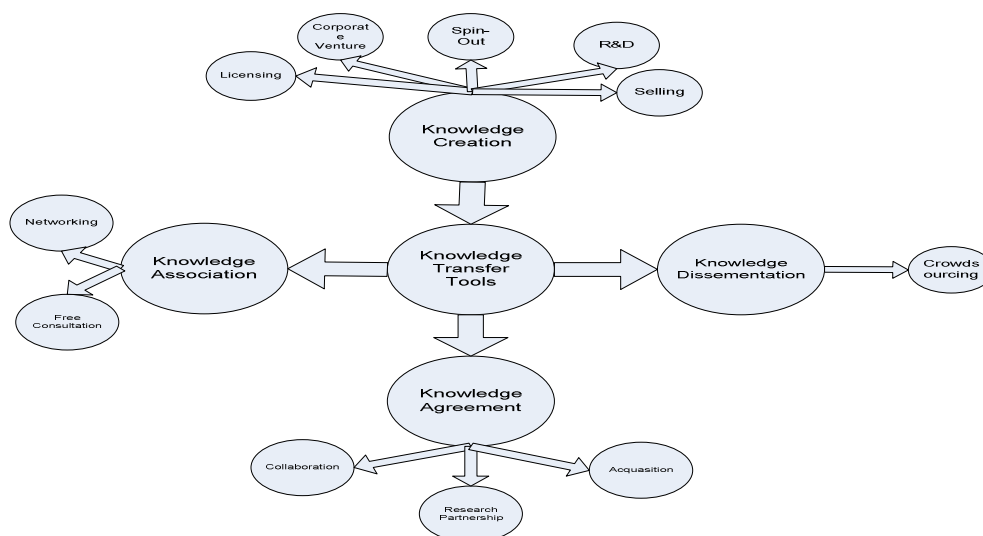 Corporat
e
Venture
Spin-
Out
R&D
Licensing
Selling
Knowledge
Creation
Networking
Knowledge
Association
Knowledge
Transfer
Tools
Knowledge
Dissementation
Crowds
ourcing
Free
Consultation
Knowledge
Agreement
Collaboration
Acquasition
Research
Partnership